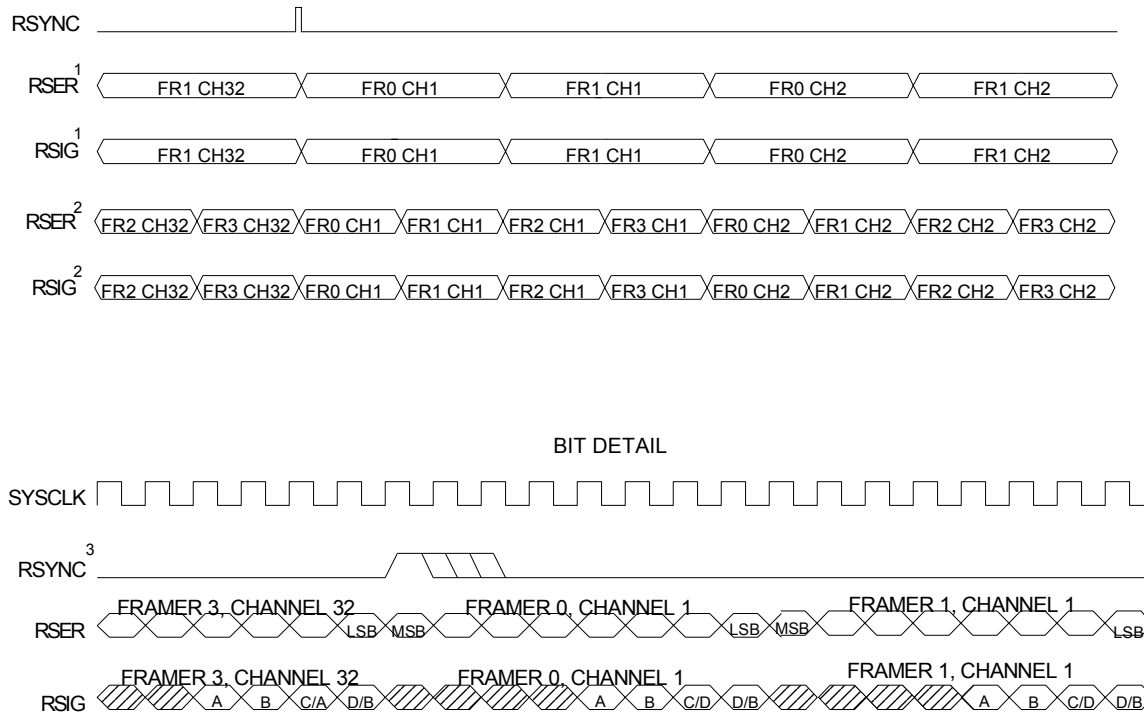 RSYNC
RSER1 FR1 CH32 FR0 CH1 FR1 CH1 FR0 CH2 FR1 CH2
RSIG1 FR1 CH32 FR0 CH1 FR1 CH1 FR0 CH2 FR1 CH2
RSER2 FR2 CH32 FR3 CH32 FR0 CH1 FR1 CH1 FR2 CH1 FR3 CH1 FR0 CH2 FR1 CH2 FR2 CH2 FR3 CH2
RSIG2 FR2 CH32 FR3 CH32 FR0 CH1 FR1 CH1 FR2 CH1 FR3 CH1 FR0 CH2 FR1 CH2 FR2 CH2 FR3 CH2
BIT DETAIL
SYSCLK
RSYNC3
FRAMER 3, CHANNEL 32 FRAMER 0, CHANNEL 1 FRAMER 1, CHANNEL 1
RSER LSB MSB LSB MSB LSB
FRAMER 3, CHANNEL 32 FRAMER 0, CHANNEL 1 FRAMER 1, CHANNEL 1
RSIG A B C/A D/B A B C/D D/B A B C/D D/B